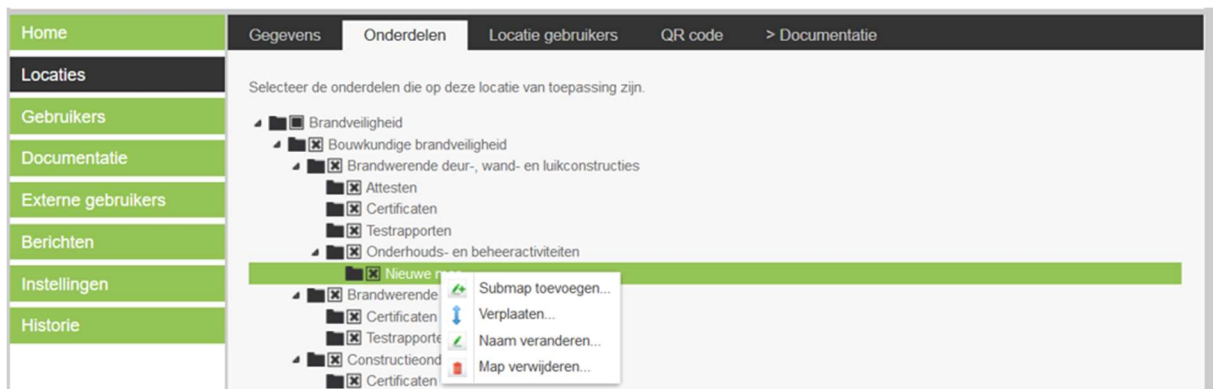 Home
Locaties
Gebruikers
Documentatie
Externe gebruikers
Berichten
Instellingen
Historie
Gegevens Onderdelen Locatie gebruikers QR code > Documentatie
Selecteer de onderdelen die op deze locatie van toepassing zijn.
Brandveiligheid
Bouwkundige brandveiligheid
Brandwerende deur-, wand- en luikconstructies
Attesten
Certificaten
Testrapporten
Onderhouds- en beheeractiviteiten
Nieuwe
Brandwerende
Certificaten
Testrapporte
Constructieond
Certificaten
Submap toevoegen...
Verplaaten...
Naam veranderen...
Map verwijderen...